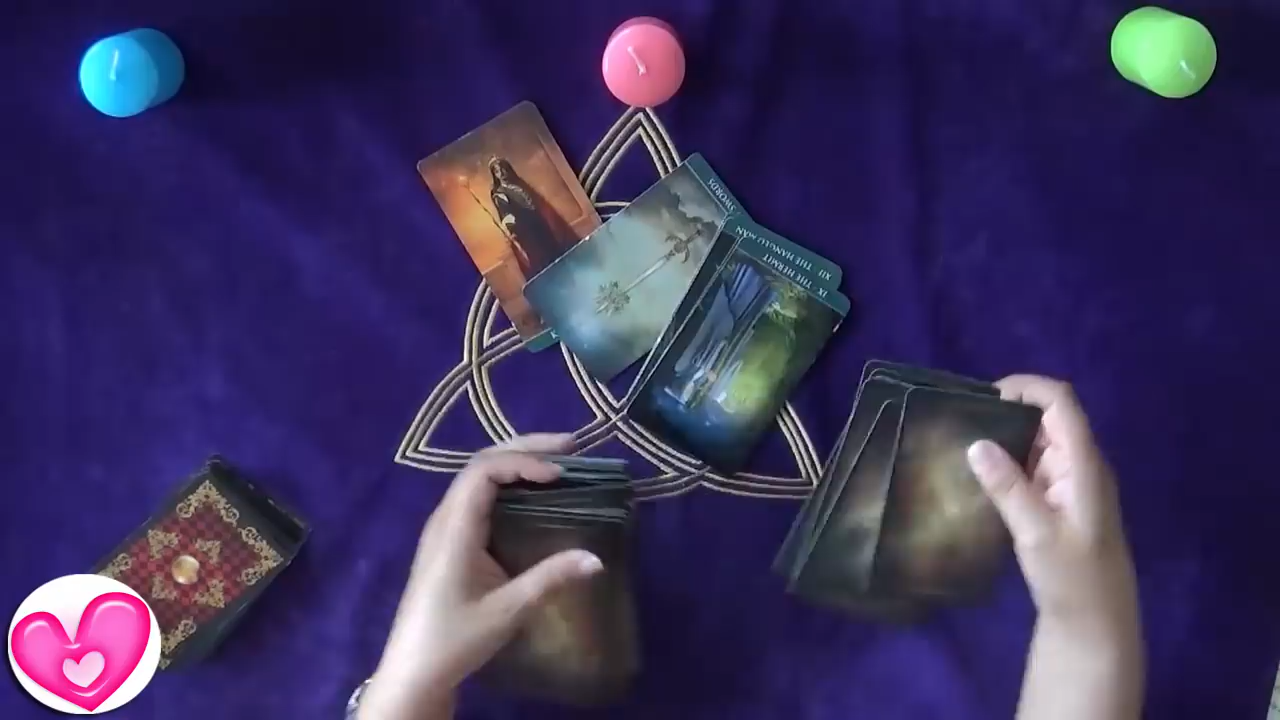 SWORDS
XII THE HANGED MAN
IX THE HERMIT